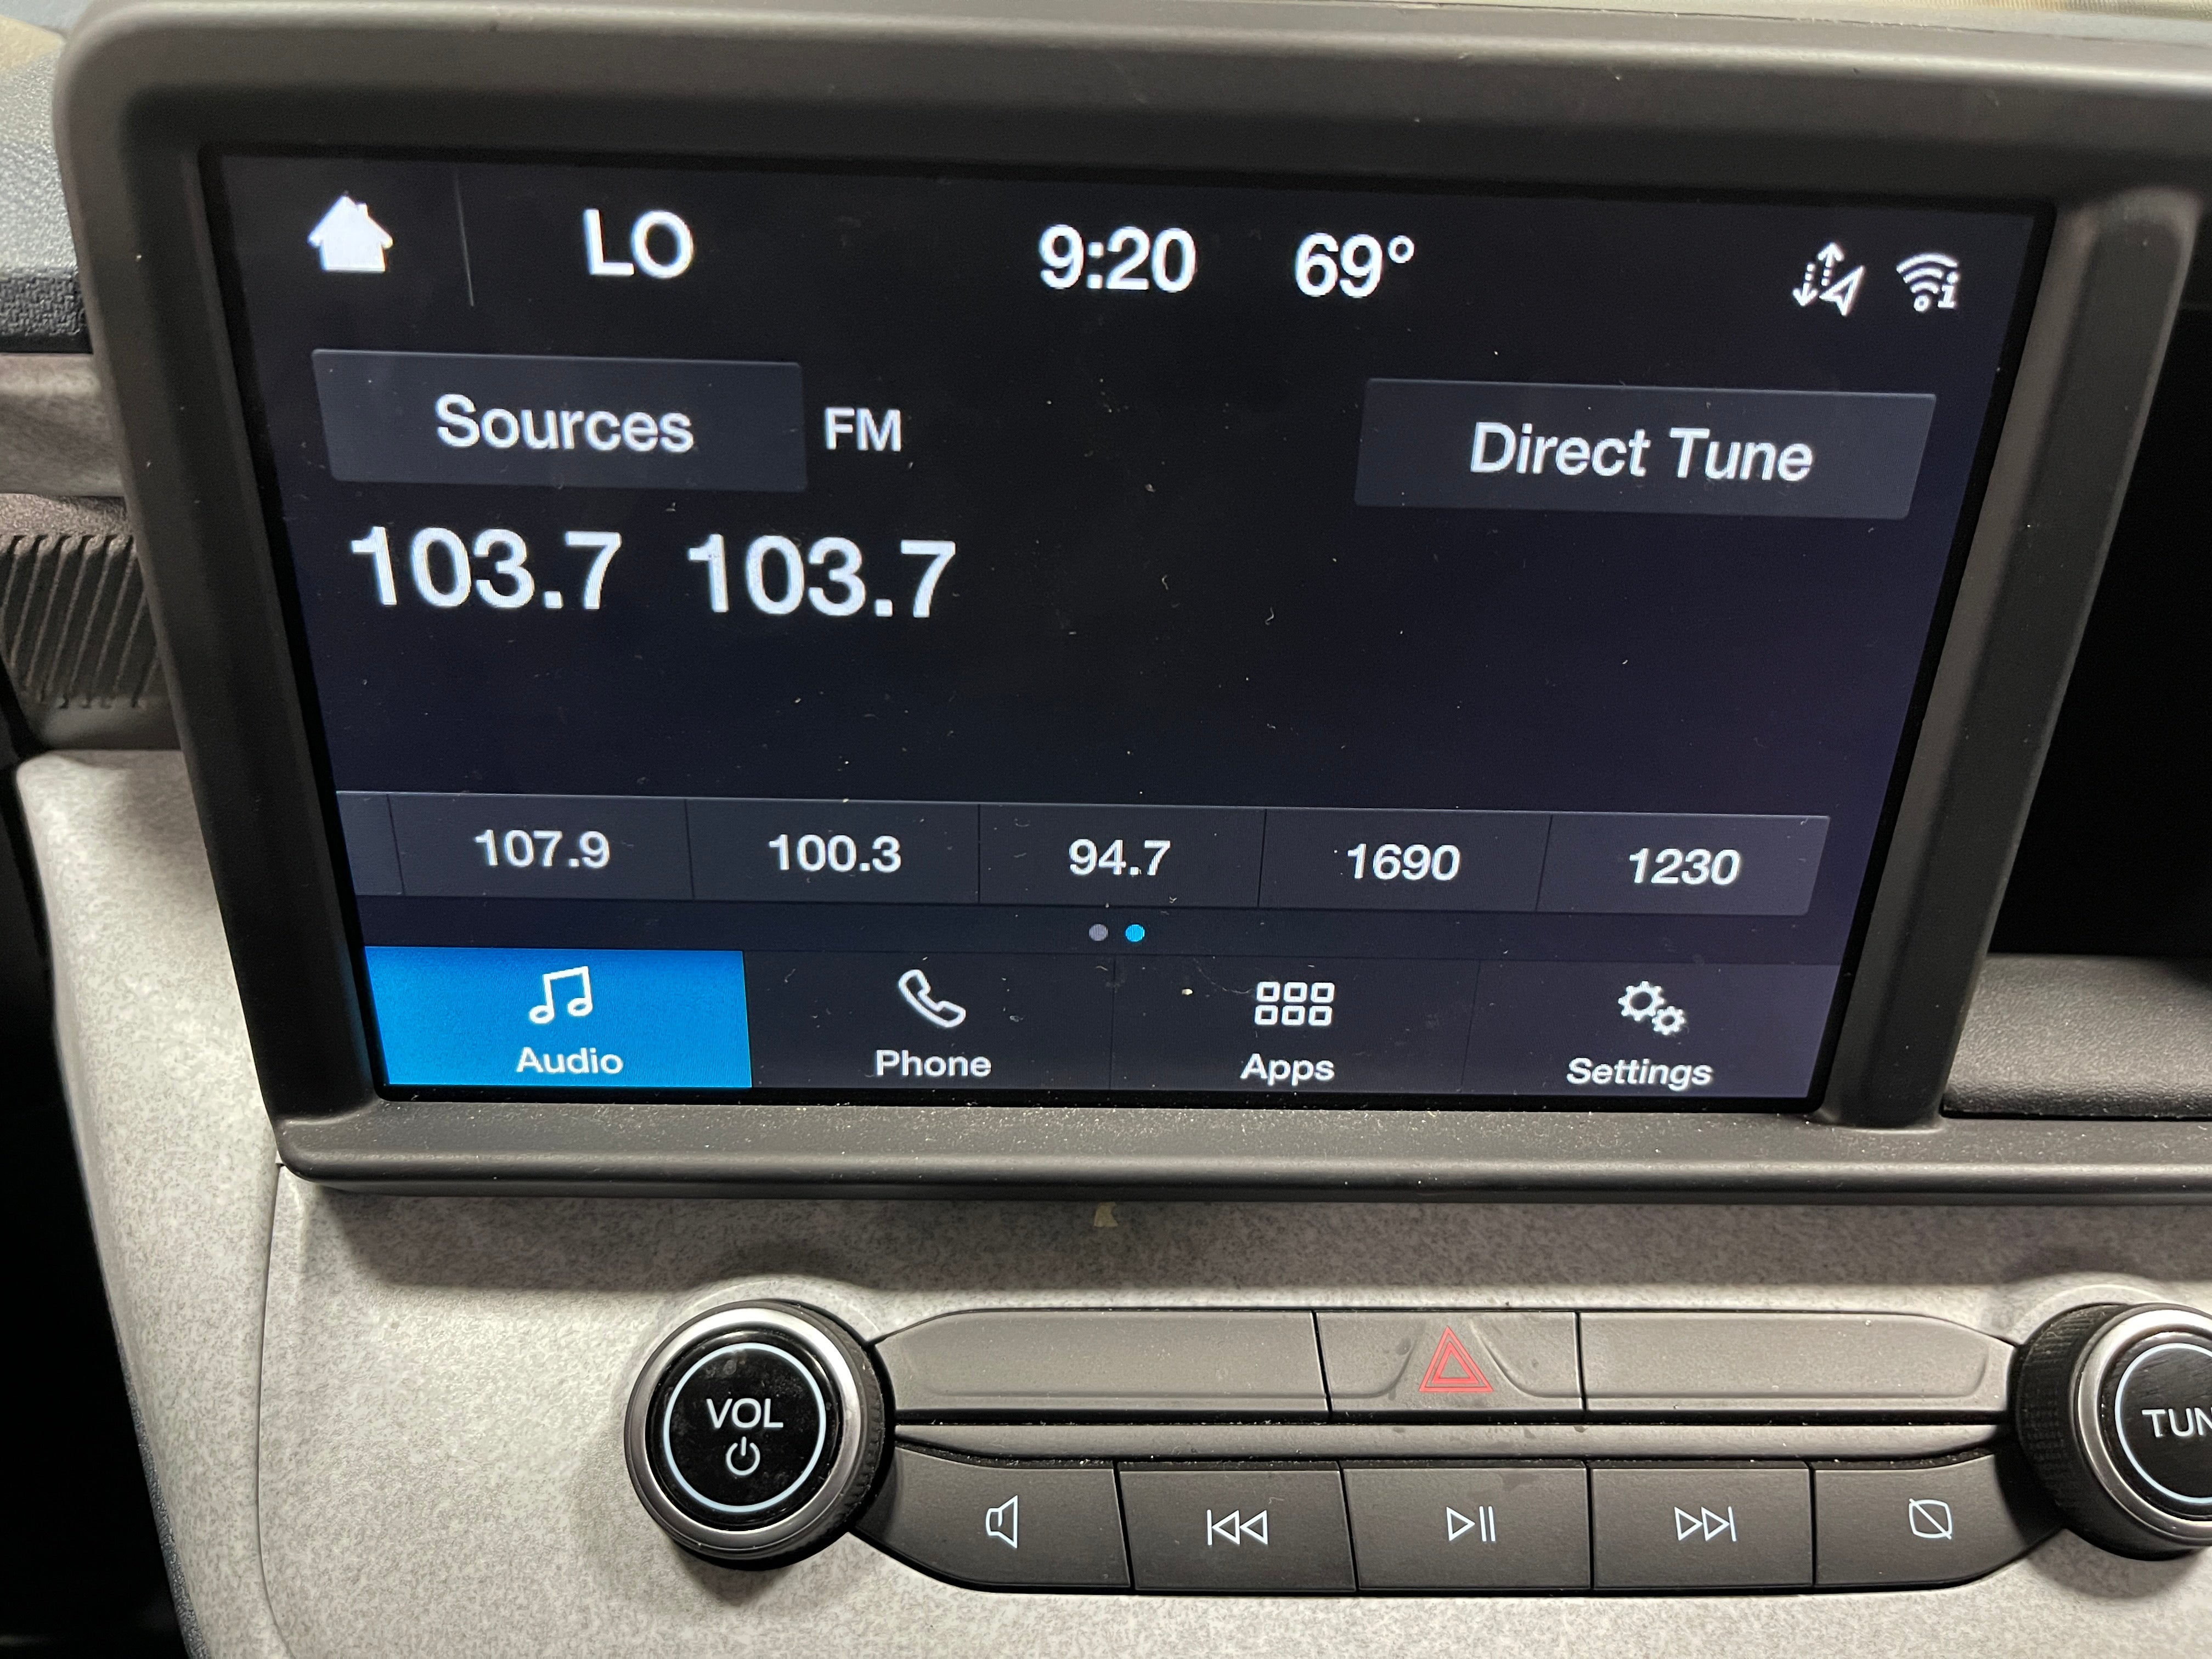 LO 9:20 69°
Sources FM Direct Tune
103.7 103.7
107.9 100.3 94.7 1690 1230
Audio Phone Apps Settings
VOL
TUN